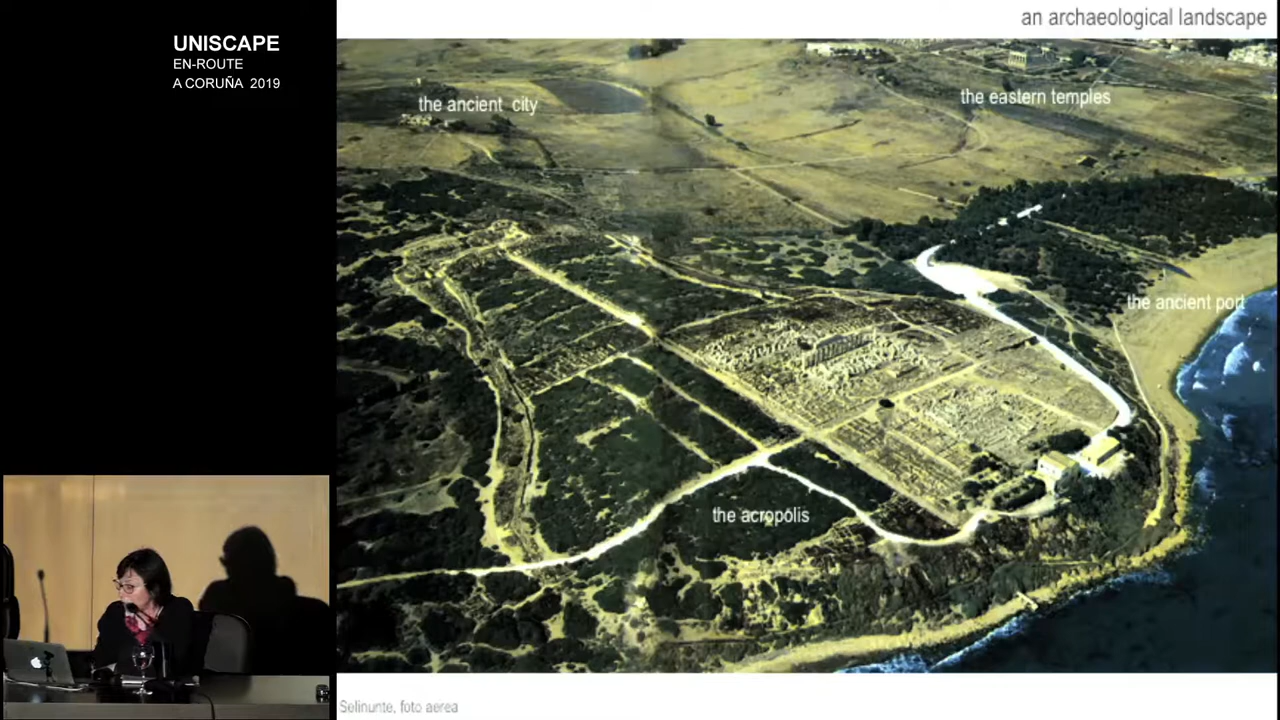 UNISCAPE
EN-ROUTE
A CORUÑA 2019
an archaeological landscape
the ancient city
the eastern temples
the ancient port
the acropolis
Selinunte, foto aerea